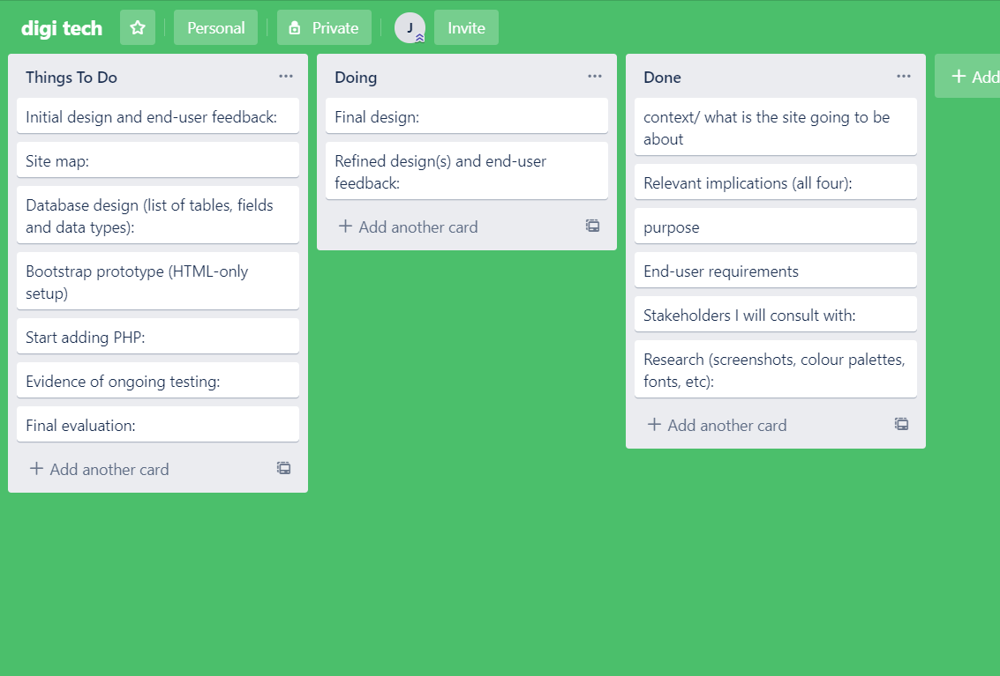 digi tech
Personal
Private
J
Invite
Things To Do
Initial design and end-user feedback:
Site map:
Database design (list of tables, fields
and data types):
Bootstrap prototype (HTML-only
setup)
Start adding PHP:
Evidence of ongoing testing:
Final evaluation:
+ Add another card
Doing
Final design:
Refined design(s) and end-user
feedback:
+ Add another card
Done
context/ what is the site going to be
about
Relevant implications (all four):
purpose
End-user requirements
Stakeholders I will consult with:
Research (screenshots, colour palettes,
fonts, etc):
+ Add another card
+ Add